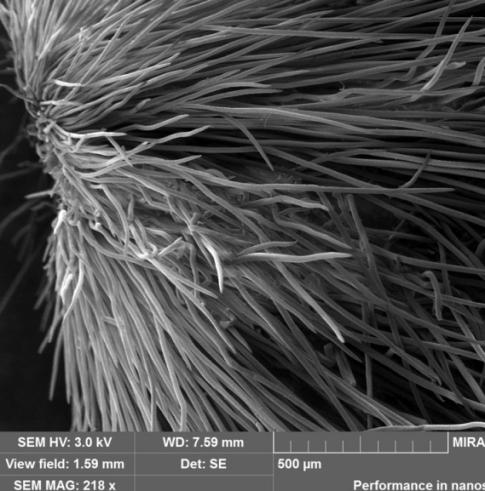 SEM HV: 3.0 kV
WD: 7.59 mm
MIRA
View field: 1.59 mm
Det: SE
500 µm
SEM MAG: 218 x
Performance in nanos